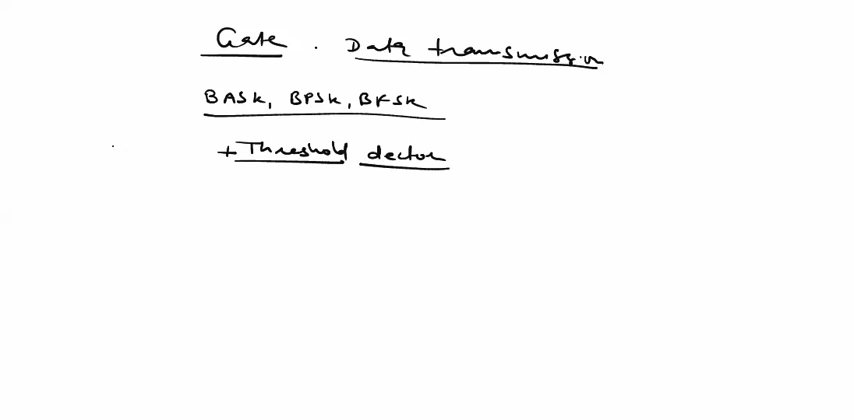 Gate . Data transmission
BASK, BPSK, BFSK
+ Threshold dector